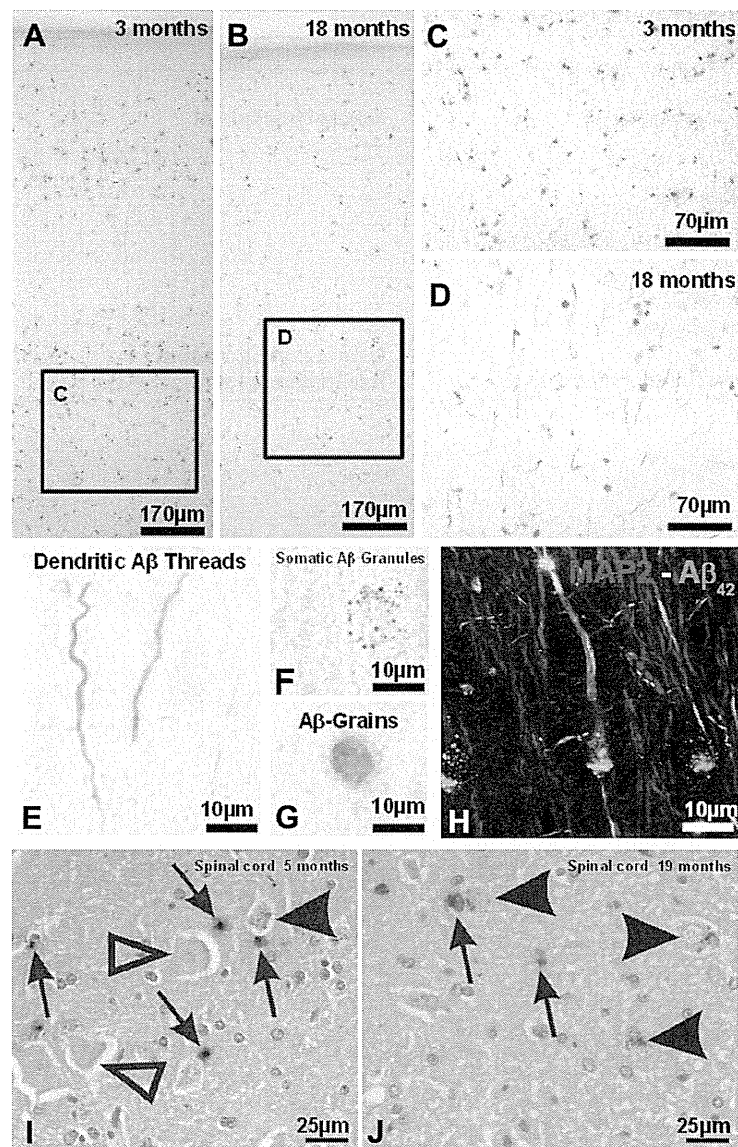 A 3 months
B 18 months
C 3 months
C
D
170µm
170µm
70µm
D 18 months
70µm
Dendritic Aβ Threads
E 10µm
Somatic Aβ Granules
F 10µm
Aβ-Grains
G 10µm
MAP2 - Aβ42
H 10µm
Spinal cord 5 months
I 25µm
Spinal cord 19 months
J 25µm